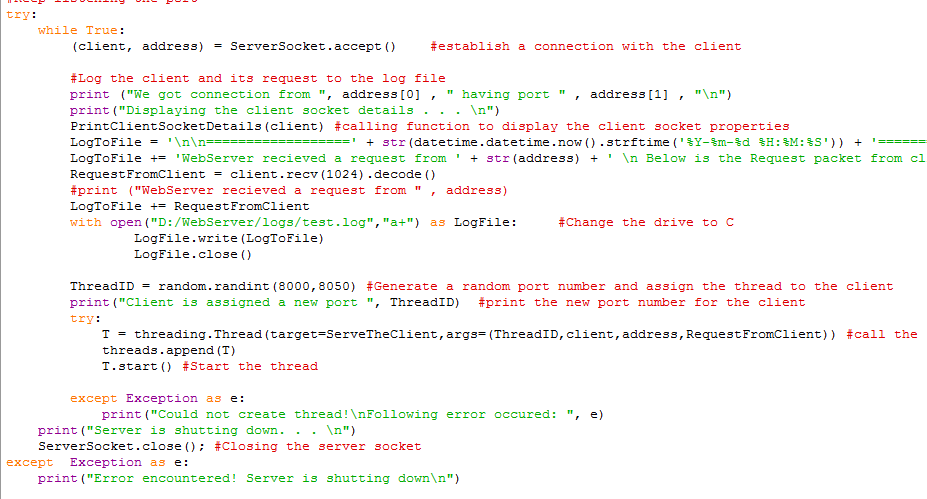 #Keep listening the port
try:
    while True:
        (client, address) = ServerSocket.accept()    #establish a connection with the client

        #Log the client and its request to the log file
        print ("We got connection from ", address[0] , " having port " , address[1] , "\n")
        print("Displaying the client socket details . . . \n")
        PrintClientSocketDetails(client) #calling function to display the client socket properties
        LogToFile = '\n\n==================' + str(datetime.datetime.now().strftime('%Y-%m-%d %H:%M:%S')) + '======
        LogToFile += 'WebServer recieved a request from ' + str(address) + ' \n Below is the Request packet from cl
        RequestFromClient = client.recv(1024).decode()
        #print ("WebServer recieved a request from " , address)
        LogToFile += RequestFromClient
        with open("D:/WebServer/logs/test.log","a+") as LogFile:     #Change the drive to C
                LogFile.write(LogToFile)
                LogFile.close()

        ThreadID = random.randint(8000,8050) #Generate a random port number and assign the thread to the client
        print("Client is assigned a new port ", ThreadID)  #print the new port number for the client
        try:
            T = threading.Thread(target=ServeTheClient,args=(ThreadID,client,address,RequestFromClient)) #call the
            threads.append(T)
            T.start() #Start the thread

        except Exception as e:
            print("Could not create thread!\nFollowing error occured: ", e)
    print("Server is shutting down. . . \n")
    ServerSocket.close(); #Closing the server socket
except  Exception as e:
    print("Error encountered! Server is shutting down\n")